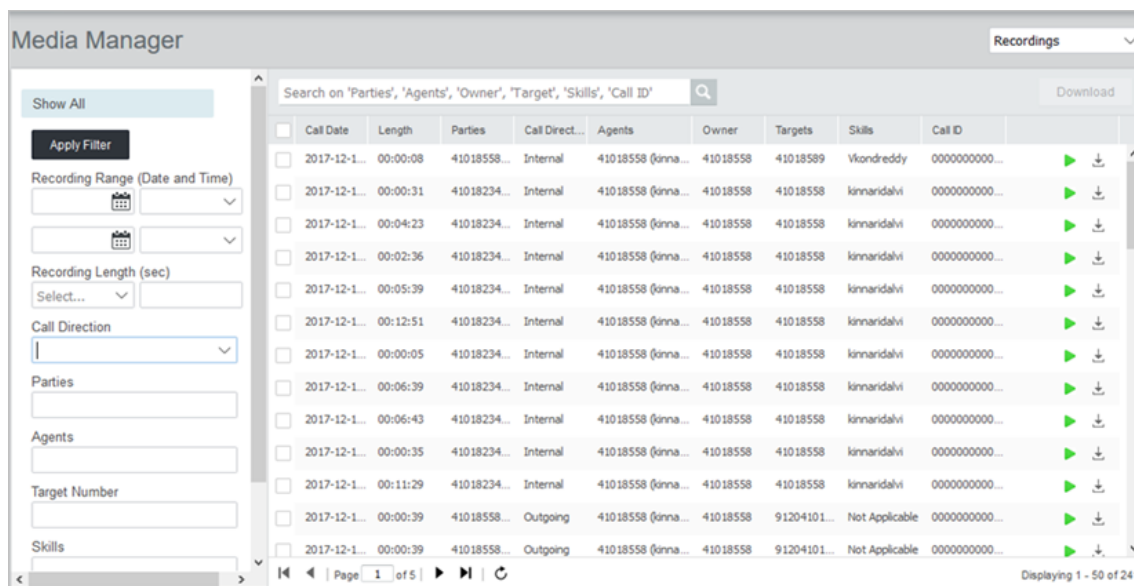 Media Manager
Recordings
Show All
Apply Filter
Recording Range (Date and Time)
Recording Length (sec)
Select...
Call Direction
Parties
Agents
Target Number
Skills
Search on 'Parties', 'Agents', 'Owner', 'Target', 'Skills', 'Call ID'
Download
Call Date Length Parties Call Direct... Agents Owner Targets Skills Call ID
2017-12-1... 00:00:08 41018558... Internal 41018558 (kinna... 41018558 41018589 Vkondreddy 0000000000...
2017-12-1... 00:00:31 41018234... Internal 41018558 (kinna... 41018558 41018558 kinnaridalvi 0000000000...
2017-12-1... 00:04:23 41018234... Internal 41018558 (kinna... 41018558 41018558 kinnaridalvi 0000000000...
2017-12-1... 00:02:36 41018234... Internal 41018558 (kinna... 41018558 41018558 kinnaridalvi 0000000000...
2017-12-1... 00:05:39 41018234... Internal 41018558 (kinna... 41018558 41018558 kinnaridalvi 0000000000...
2017-12-1... 00:12:51 41018234... Internal 41018558 (kinna... 41018558 41018558 kinnaridalvi 0000000000...
2017-12-1... 00:00:05 41018234... Internal 41018558 (kinna... 41018558 41018558 kinnaridalvi 0000000000...
2017-12-1... 00:06:39 41018234... Internal 41018558 (kinna... 41018558 41018558 kinnaridalvi 0000000000...
2017-12-1... 00:06:43 41018234... Internal 41018558 (kinna... 41018558 41018558 kinnaridalvi 0000000000...
2017-12-1... 00:00:35 41018234... Internal 41018558 (kinna... 41018558 41018558 kinnaridalvi 0000000000...
2017-12-1... 00:11:29 41018234... Internal 41018558 (kinna... 41018558 41018558 kinnaridalvi 0000000000...
2017-12-1... 00:00:39 41018558... Outgoing 41018558 (kinna... 41018558 91204101... Not Applicable 0000000000...
2017-12-1... 00:00:39 41018558... Outgoing 41018558 (kinna... 41018558 91204101... Not Applicable 0000000000...
Page 1 of 5
Displaying 1 - 50 of 24